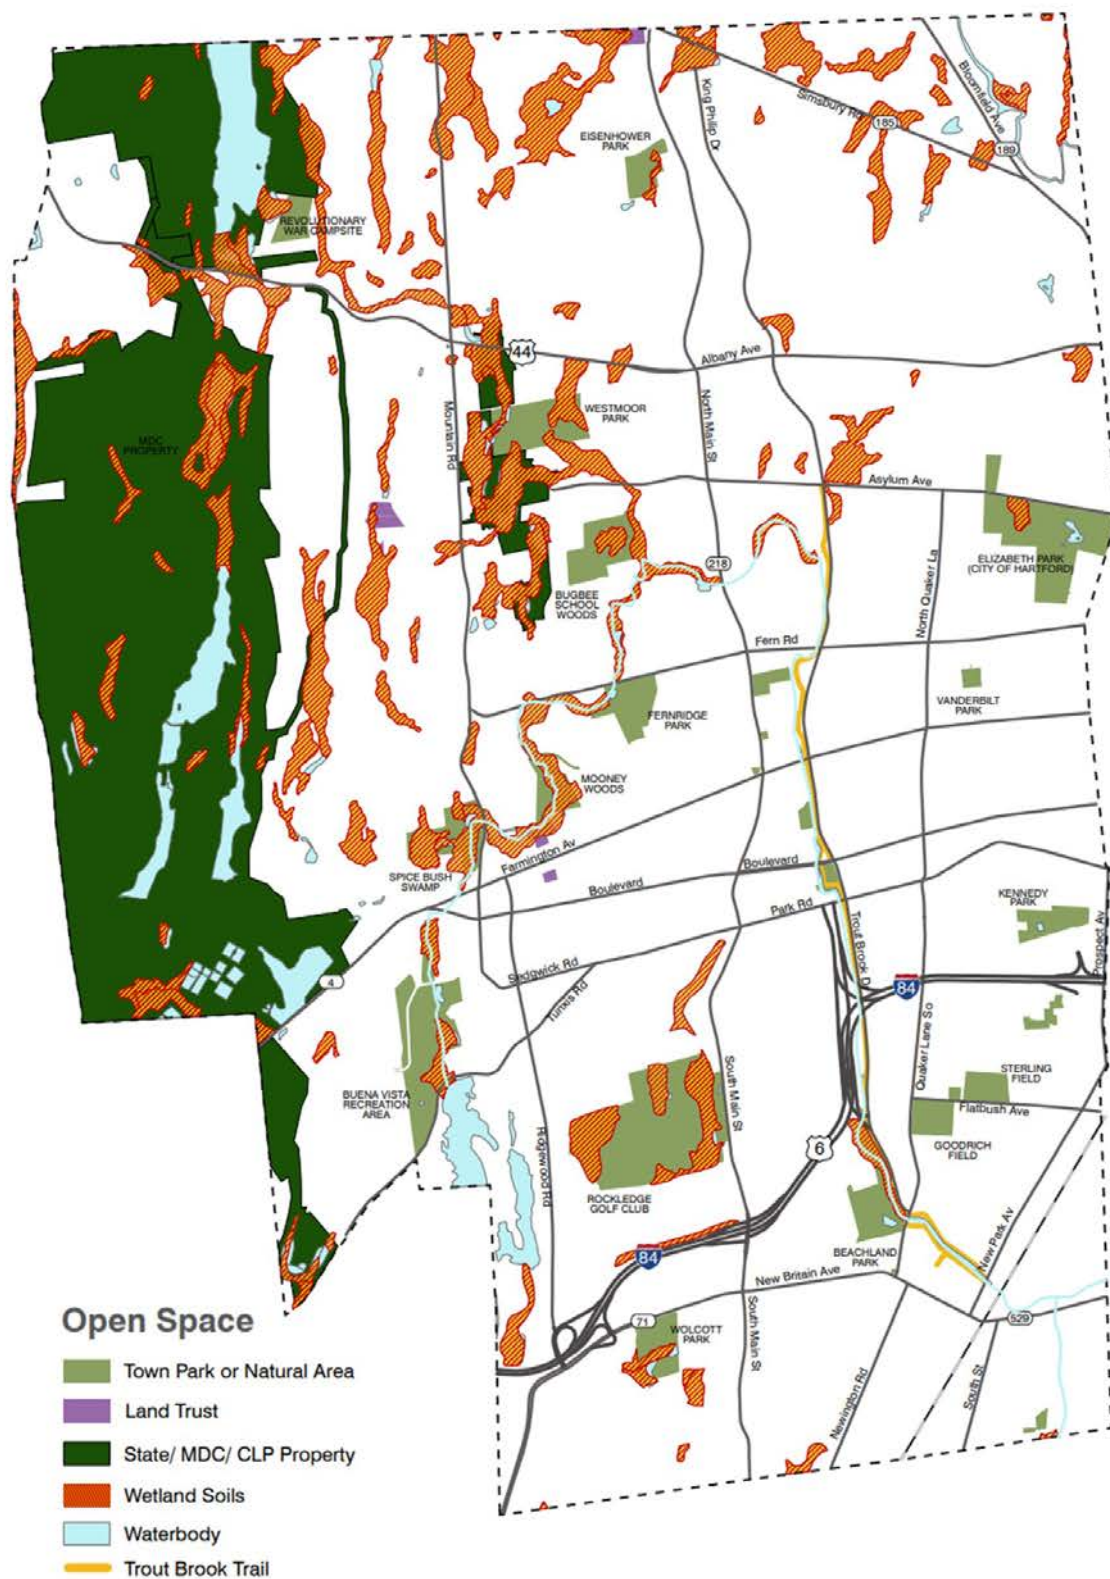 Simsbury Rd
185
Bloomfield Ave
189
King Philip Dr
EISENHOWER
PARK
REVOLUTIONARY
WAR CAMPSITE
44
Albany Ave
WESTMOOR
PARK
Mountain Rd
North Main St
MDC
PROPERTY
Asylum Ave
ELIZABETH PARK
(CITY OF HARTFORD)
218
BUGBEE
SCHOOL
WOODS
North Quaker La
Fern Rd
VANDERBILT
PARK
FERNRIDGE
PARK
MOONEY
WOODS
Farmington Av
SPICE BUSH
SWAMP
Boulevard
Boulevard
Park Rd
KENNEDY
PARK
Prospect Av
Trout Brook D
Sedgwick Rd
4
84
Tunxis Rd
Quaker Lane So
STERLING
FIELD
Flatbush Ave
GOODRICH
FIELD
BUENA VISTA
RECREATION
AREA
South Main St
Ridgewood Rd
6
ROCKLEDGE
GOLF CLUB
84
BEACHLAND
PARK
New Park Av
New Britain Ave
529
71
WOLCOTT
PARK
South Main St
Newington Rd
South St
Open Space
Town Park or Natural Area
Land Trust
State/ MDC/ CLP Property
Wetland Soils
Waterbody
Trout Brook Trail